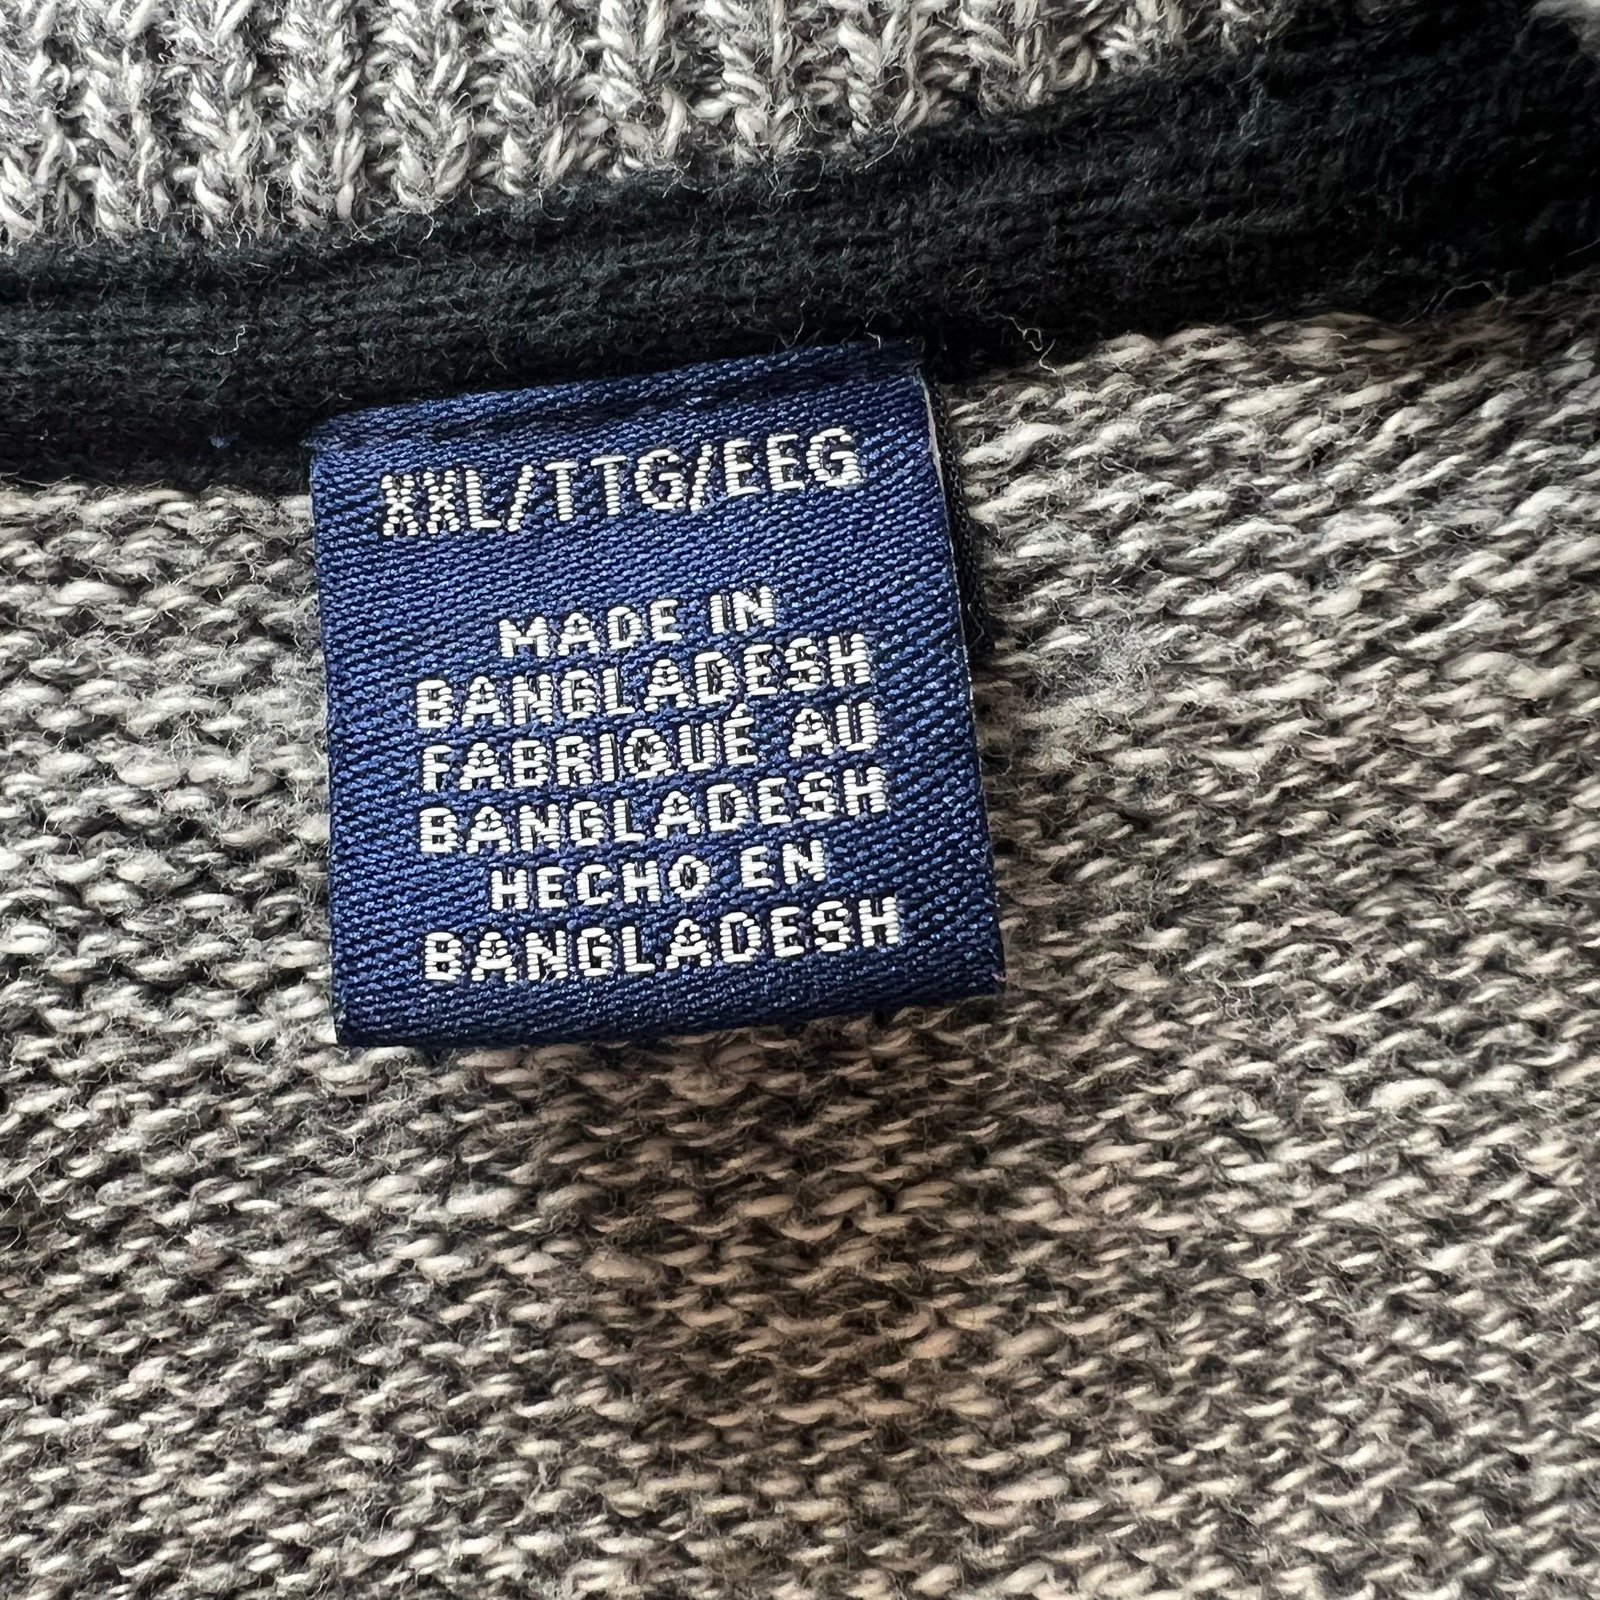 XXL/TTG/EEG
MADE IN
BANGLADESH
FABRIQUÉ AU
BANGLADESH
HECHO EN
BANGLADESH